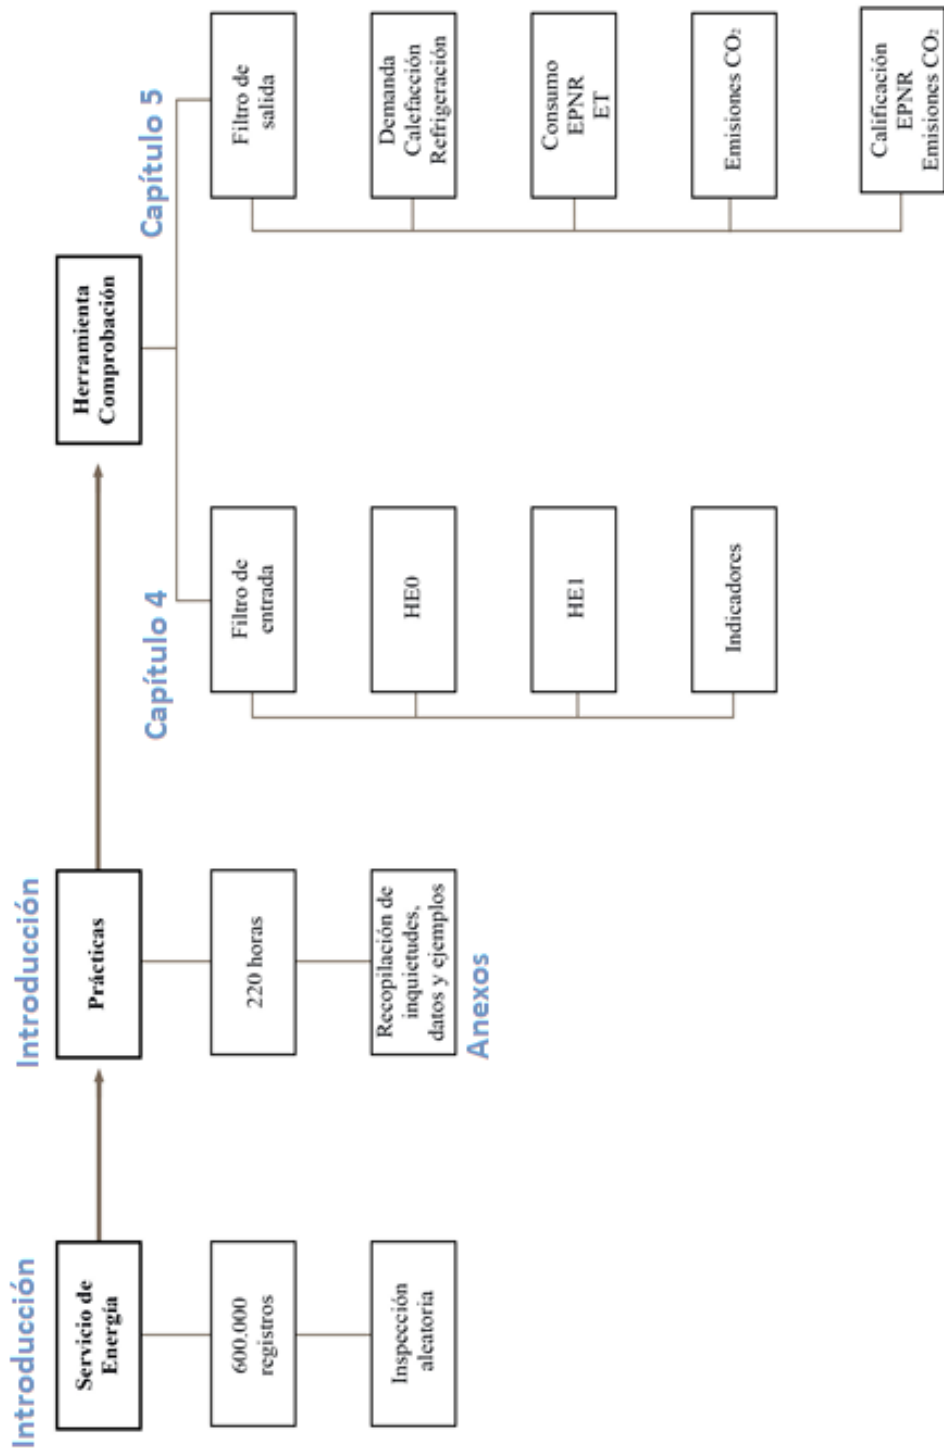 Introducción
Servicio de
Energía
600.000
registros
Inspección
aleatoria
Introducción
Prácticas
220 horas
Recopilación de
inquietudes,
datos y ejemplos
Anexos
Herramienta
Comprobación
Capítulo 4
Filtro de
entrada
HE0
HE1
Indicadores
Capítulo 5
Filtro de
salida
Demanda
Calefacción
Refrigeración
Consumo
EPNR
ET
Emisiones CO₂
Calificación
EPNR
Emisiones CO₂